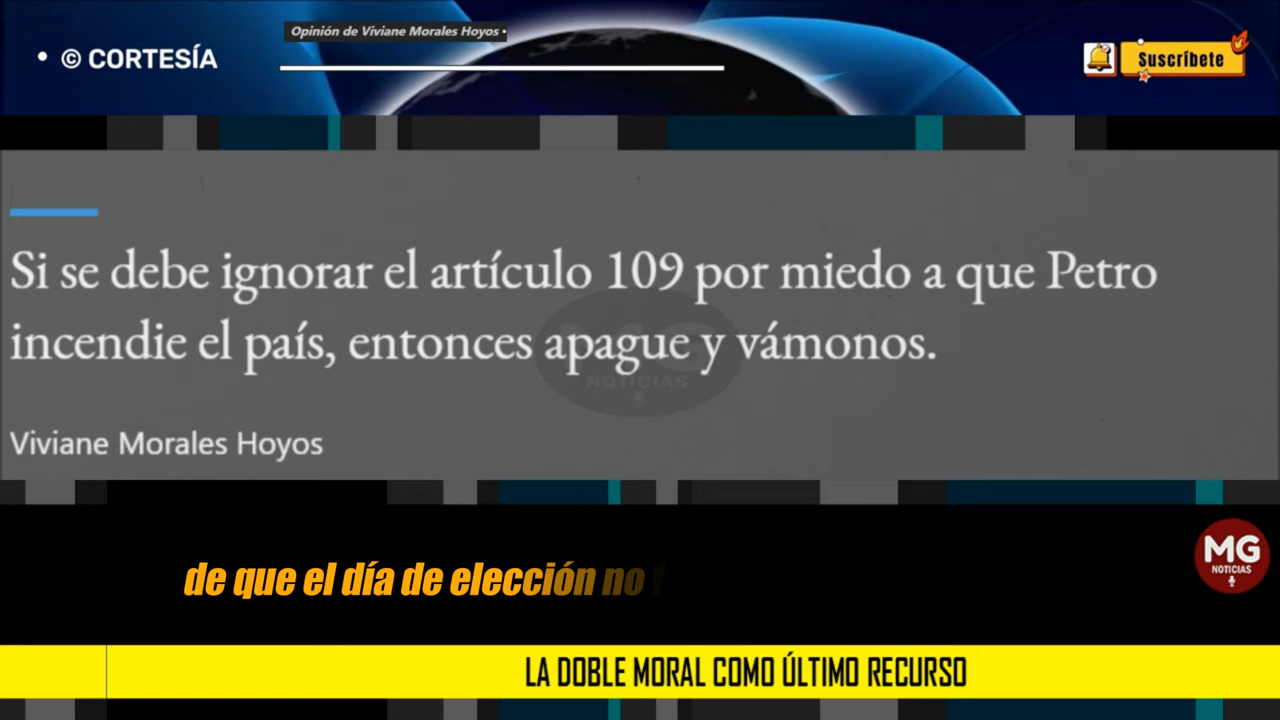 Opinión de Viviane Morales Hoyos •
• © CORTESÍA
Suscríbete
Si se debe ignorar el artículo 109 por miedo a que Petro
incendie el país, entonces apague y vámonos.
MG
NOTICIAS
Viviane Morales Hoyos
MG
NOTICIAS
de que el día de elección no
LA DOBLE MORAL COMO ÚLTIMO RECURSO